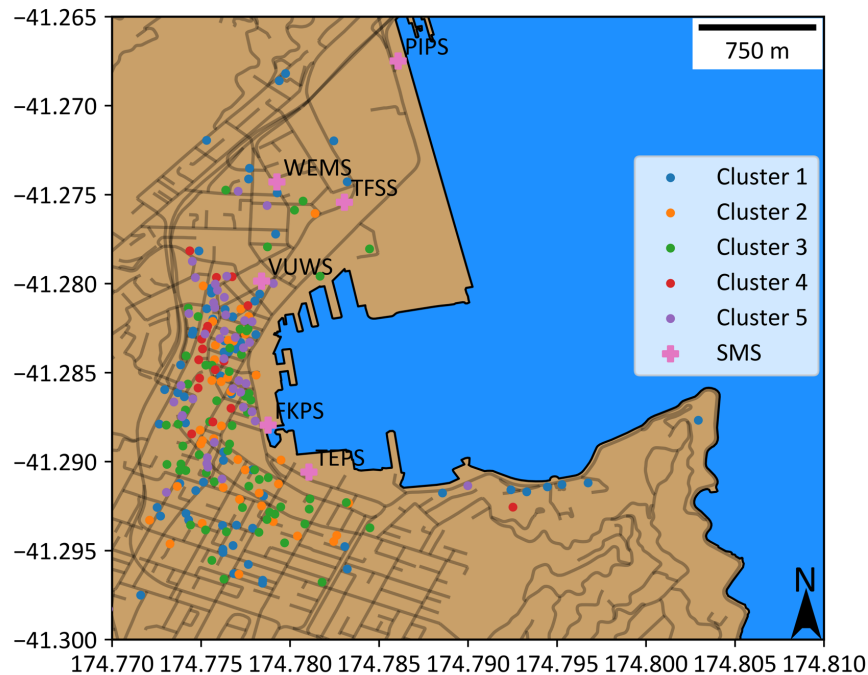 −41.265
−41.270
−41.275
−41.280
−41.285
−41.290
−41.295
−41.300
174.770
174.775
174.780
174.785
174.790
174.795
174.800
174.805
174.810
750 m
PIPS
WEMS
TFSS
VUWS
FKPS
TEPS
Cluster 1
Cluster 2
Cluster 3
Cluster 4
Cluster 5
SMS
N